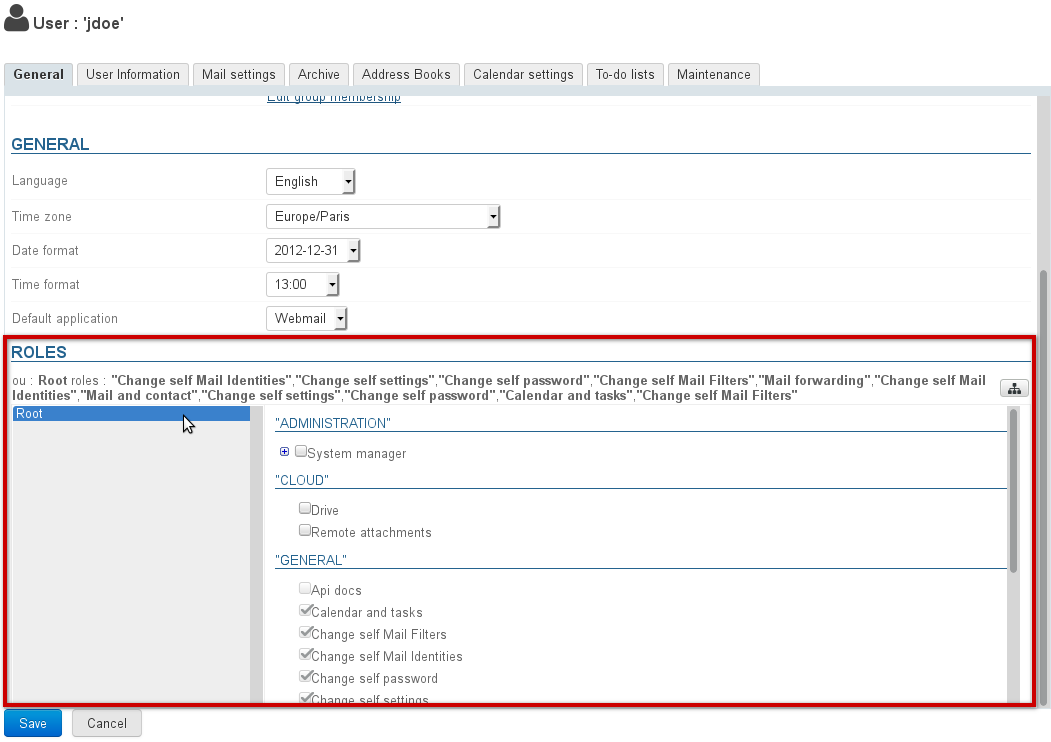 User : 'jdoe'
General User Information Mail settings Archive Address Books Calendar settings To-do lists Maintenance
Edit group membership
GENERAL
Language English
Time zone Europe/Paris
Date format 2012-12-31
Time format 13:00
Default application Webmail
ROLES
ou : Root roles : "Change self Mail Identities","Change self settings","Change self password","Change self Mail Filters","Mail forwarding","Change self Mail
Identities","Mail and contact","Change self settings","Change self password","Calendar and tasks","Change self Mail Filters"
Root
"ADMINISTRATION"
System manager
"CLOUD"
Drive
Remote attachments
"GENERAL"
Api docs
Calendar and tasks
Change self Mail Filters
Change self Mail Identities
Change self password
Change self settings
Save Cancel